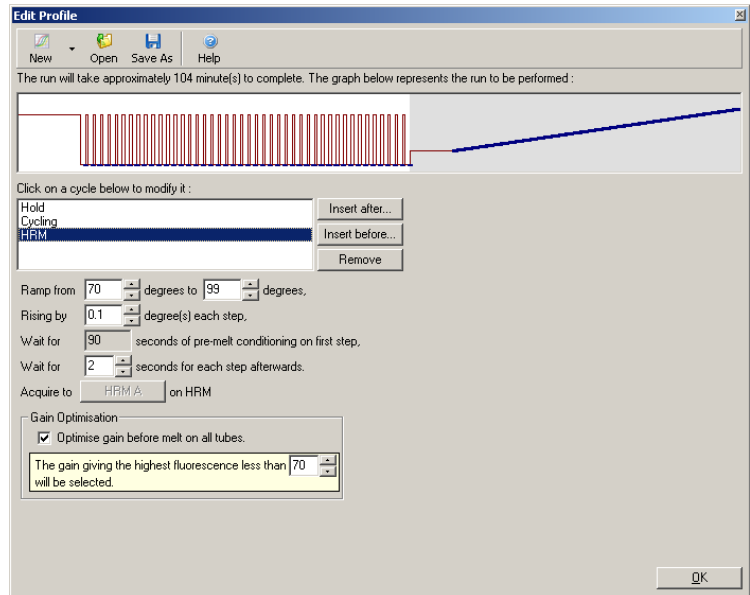 Edit Profile
New Open Save As Help
The run will take approximately 104 minute(s) to complete. The graph below represents the run to be performed :
Click on a cycle below to modify it :
Hold
Cycling
HRM
Insert after...
Insert before...
Remove
Ramp from 70 degrees to 99 degrees,
Rising by 0.1 degree(s) each step,
Wait for 90 seconds of pre-melt conditioning on first step,
Wait for 2 seconds for each step afterwards.
Acquire to HRM A on HRM
Gain Optimisation
Optimise gain before melt on all tubes.
The gain giving the highest fluorescence less than 70
will be selected.
OK